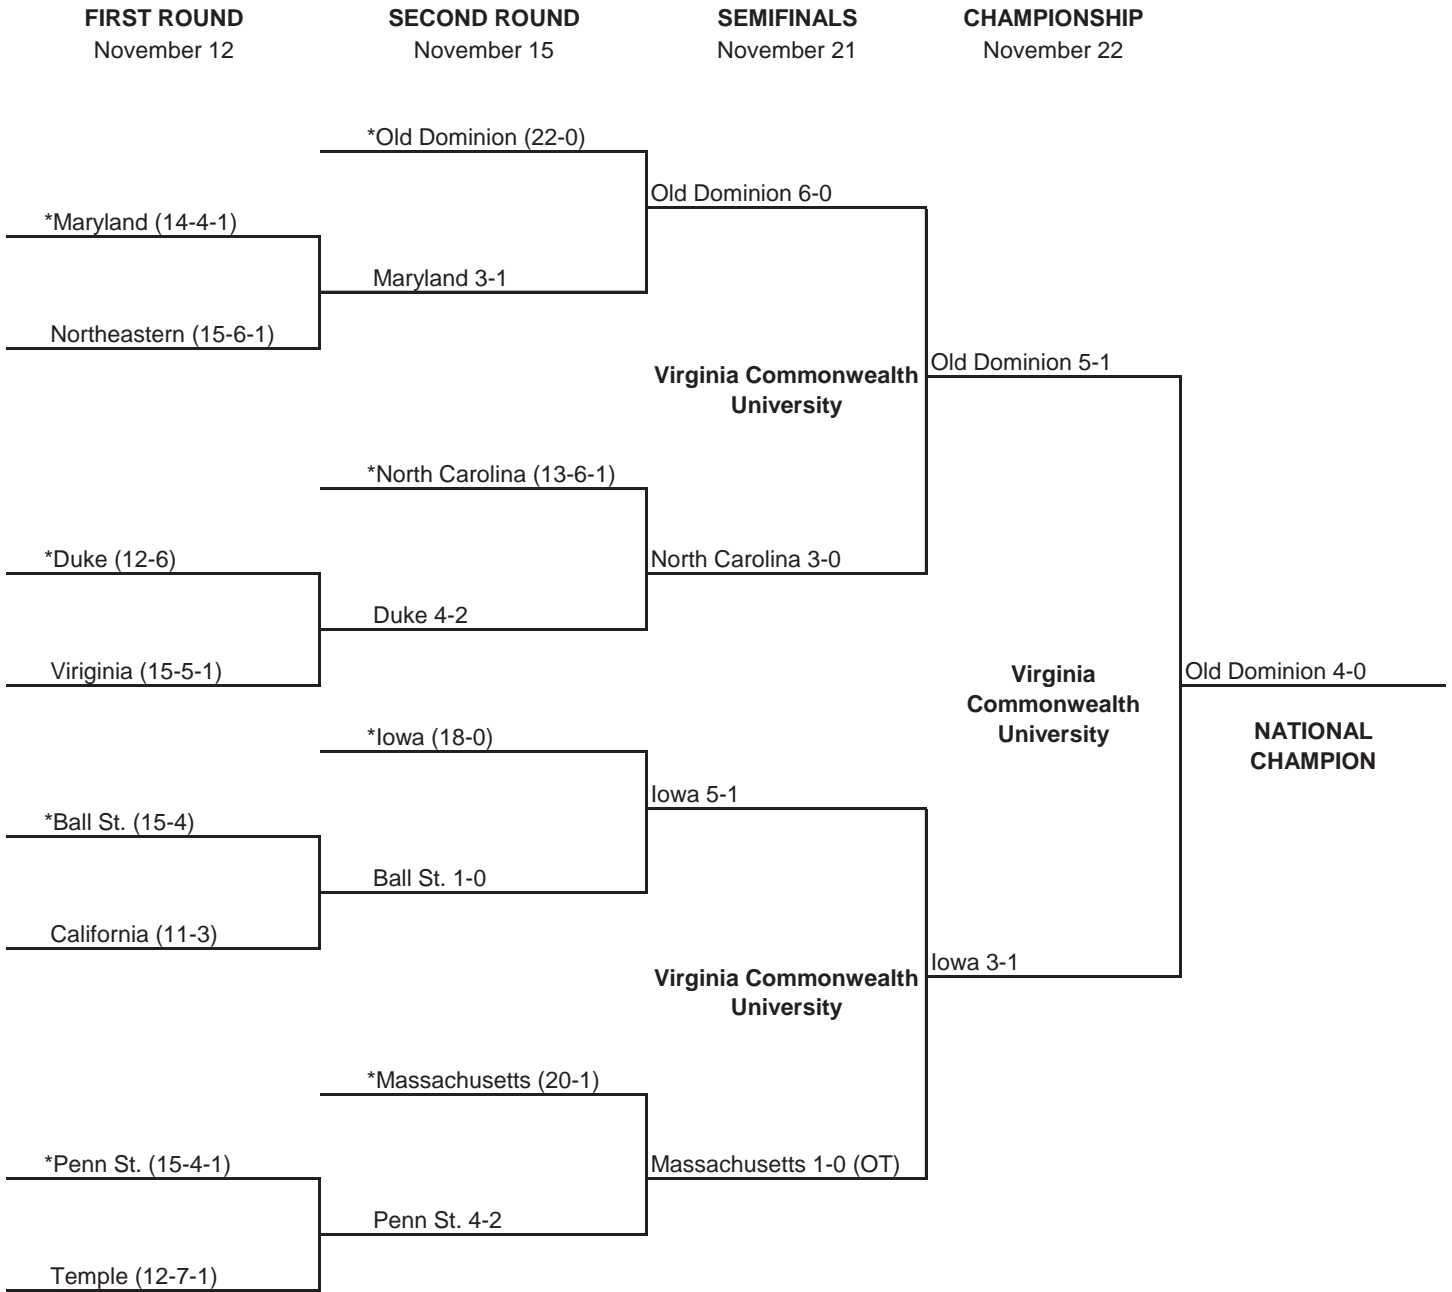 FIRST ROUND
November 12
SECOND ROUND
November 15
SEMIFINALS
November 21
CHAMPIONSHIP
November 22
*Old Dominion (22-0)
Old Dominion 6-0
*Maryland (14-4-1)
Maryland 3-1
Northeastern (15-6-1)
Old Dominion 5-1
Virginia Commonwealth
University
*North Carolina (13-6-1)
*Duke (12-6)
North Carolina 3-0
Duke 4-2
Viriginia (15-5-1)
Virginia
Commonwealth
University
Old Dominion 4-0
NATIONAL
CHAMPION
*Iowa (18-0)
Iowa 5-1
*Ball St. (15-4)
Ball St. 1-0
California (11-3)
Iowa 3-1
Virginia Commonwealth
University
*Massachusetts (20-1)
*Penn St. (15-4-1)
Massachusetts 1-0 (OT)
Penn St. 4-2
Temple (12-7-1)